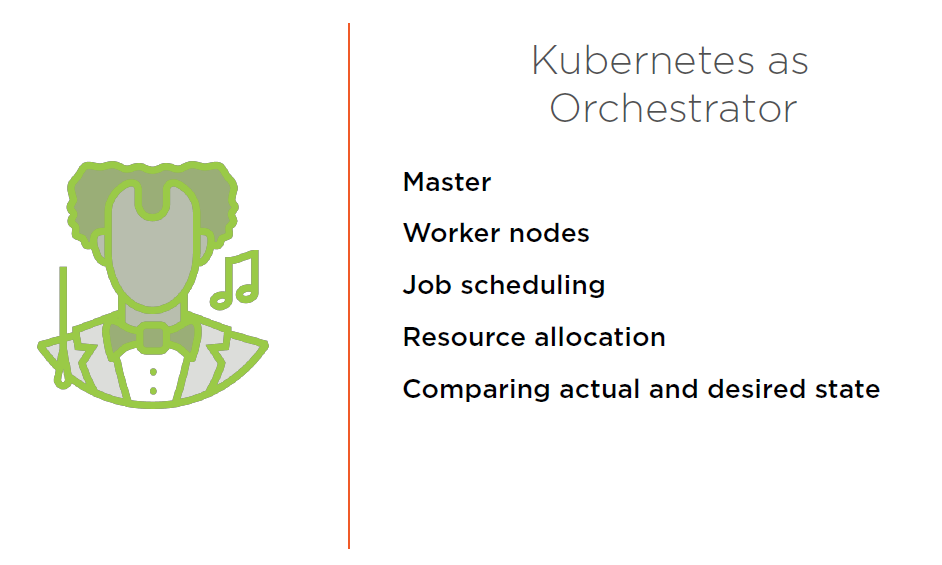 Kubernetes as
Orchestrator
Master
Worker nodes
Job scheduling
Resource allocation
Comparing actual and desired state